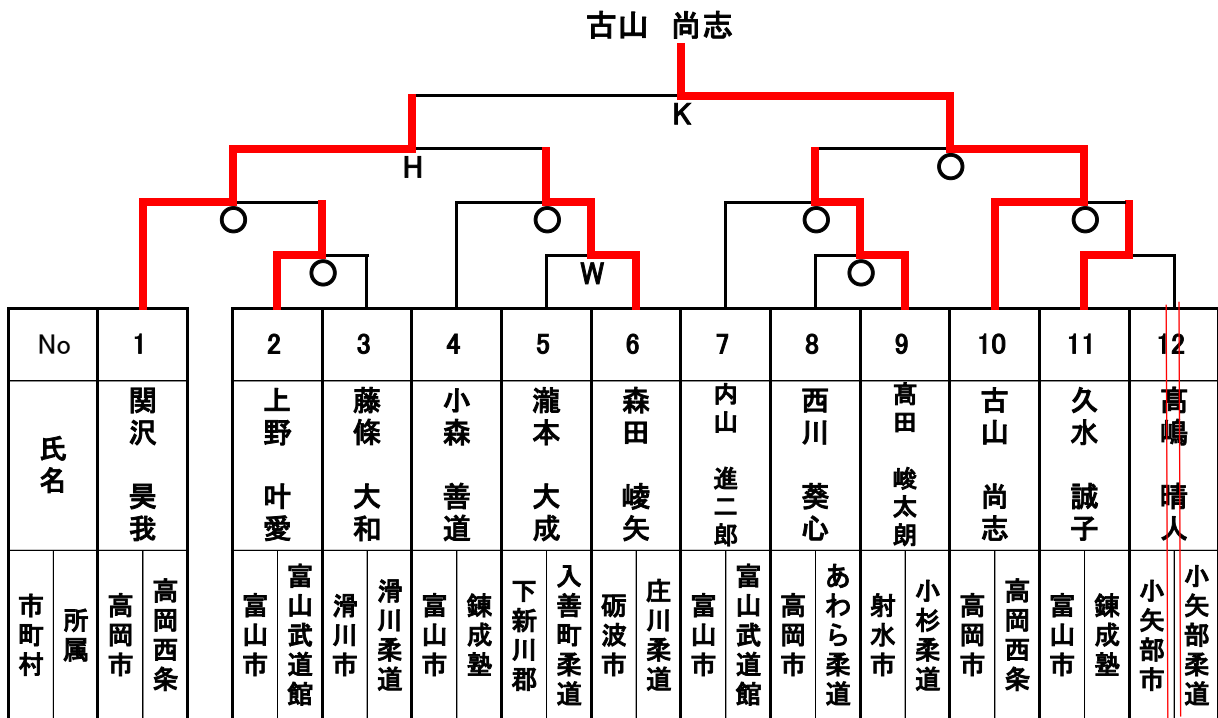 古山 尚志
K
H
W
No 1 2 3 4 5 6 7 8 9 10 11 12
氏名
関沢 昊我
上野 叶愛
藤條 大和
小森 善道
瀧本 大成
森田 崚矢
内山 進二郎
西川 葵心
髙田 峻太朗
古山 尚志
久水 誠子
髙嶋 晴人
市町村
所属
高岡市
高岡西条
富山市
富山武道館
滑川市
滑川柔道
富山市
錬成塾
下新川郡
入善町柔道
砺波市
庄川柔道
富山市
富山武道館
高岡市
あわら柔道
射水市
小杉柔道
高岡市
高岡西条
富山市
錬成塾
小矢部市
小矢部柔道